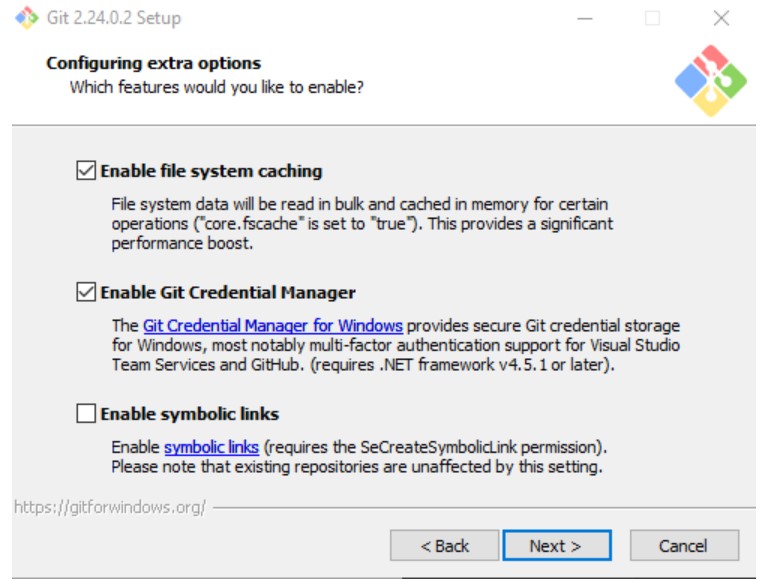 Git 2.24.0.2 Setup
Configuring extra options
Which features would you like to enable?
Enable file system caching
File system data will be read in bulk and cached in memory for certain
operations ("core.fscache" is set to "true"). This provides a significant
performance boost.
Enable Git Credential Manager
The Git Credential Manager for Windows provides secure Git credential storage
for Windows, most notably multi-factor authentication support for Visual Studio
Team Services and GitHub. (requires .NET framework v4.5.1 or later).
Enable symbolic links
Enable symbolic links (requires the SeCreateSymbolicLink permission).
Please note that existing repositories are unaffected by this setting.
https://gitforwindows.org/
< Back
Next >
Cancel